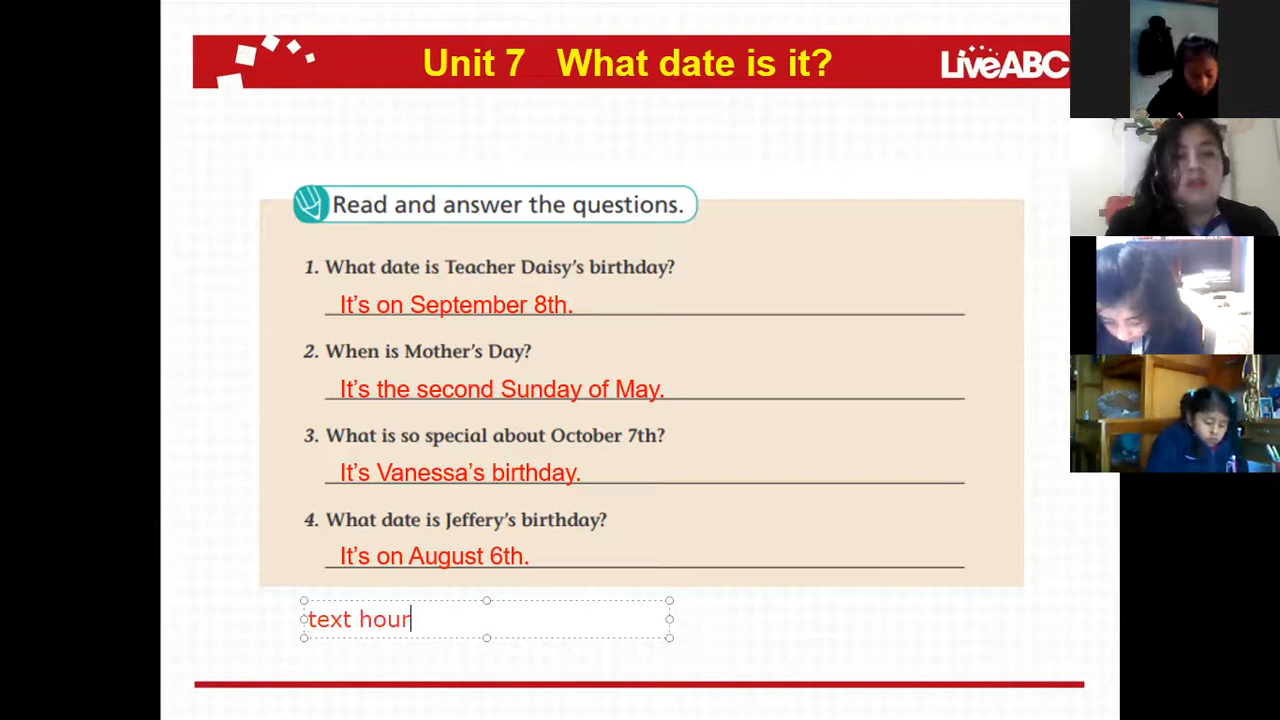 Unit 7 What date is it?
LiveABC
Read and answer the questions.
1. What date is Teacher Daisy's birthday?
It's on September 8th.
2. When is Mother's Day?
It's the second Sunday of May.
3. What is so special about October 7th?
It's Vanessa's birthday.
4. What date is Jeffery's birthday?
It's on August 6th.
text hour